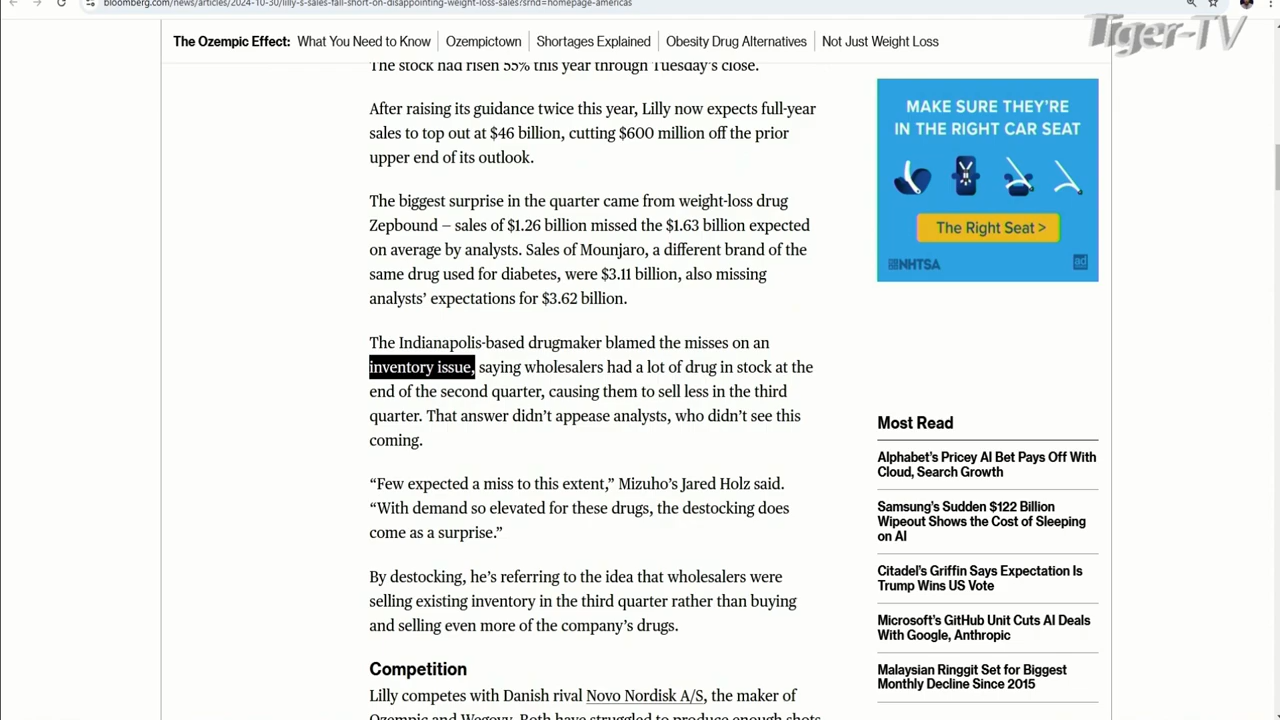 bloomberg.com/news/articles/2024-10-30/lilly-s-sales-fall-short-on-disappointing-weight-loss-sales?srnd=homepage-americas
Tiger-TV
The Ozempic Effect: What You Need to Know Ozempictown Shortages Explained Obesity Drug Alternatives Not Just Weight Loss
The stock had risen 55% this year through Tuesday's close.
After raising its guidance twice this year, Lilly now expects full-year
sales to top out at $46 billion, cutting $600 million off the prior
upper end of its outlook.
The biggest surprise in the quarter came from weight-loss drug
Zepbound – sales of $1.26 billion missed the $1.63 billion expected
on average by analysts. Sales of Mounjaro, a different brand of the
same drug used for diabetes, were $3.11 billion, also missing
analysts' expectations for $3.62 billion.
The Indianapolis-based drugmaker blamed the misses on an
inventory issue, saying wholesalers had a lot of drug in stock at the
end of the second quarter, causing them to sell less in the third
quarter. That answer didn't appease analysts, who didn't see this
coming.
“Few expected a miss to this extent,” Mizuho's Jared Holz said.
“With demand so elevated for these drugs, the destocking does
come as a surprise.”
By destocking, he's referring to the idea that wholesalers were
selling existing inventory in the third quarter rather than buying
and selling even more of the company's drugs.
Competition
Lilly competes with Danish rival Novo Nordisk A/S, the maker of
Ozempic and Wegovy. Both have struggled to produce enough shots
MAKE SURE THEY'RE
IN THE RIGHT CAR SEAT
The Right Seat >
NHTSA
ad
Most Read
Alphabet's Pricey AI Bet Pays Off With
Cloud, Search Growth
Samsung's Sudden $122 Billion
Wipeout Shows the Cost of Sleeping
on AI
Citadel's Griffin Says Expectation Is
Trump Wins US Vote
Microsoft's GitHub Unit Cuts AI Deals
With Google, Anthropic
Malaysian Ringgit Set for Biggest
Monthly Decline Since 2015